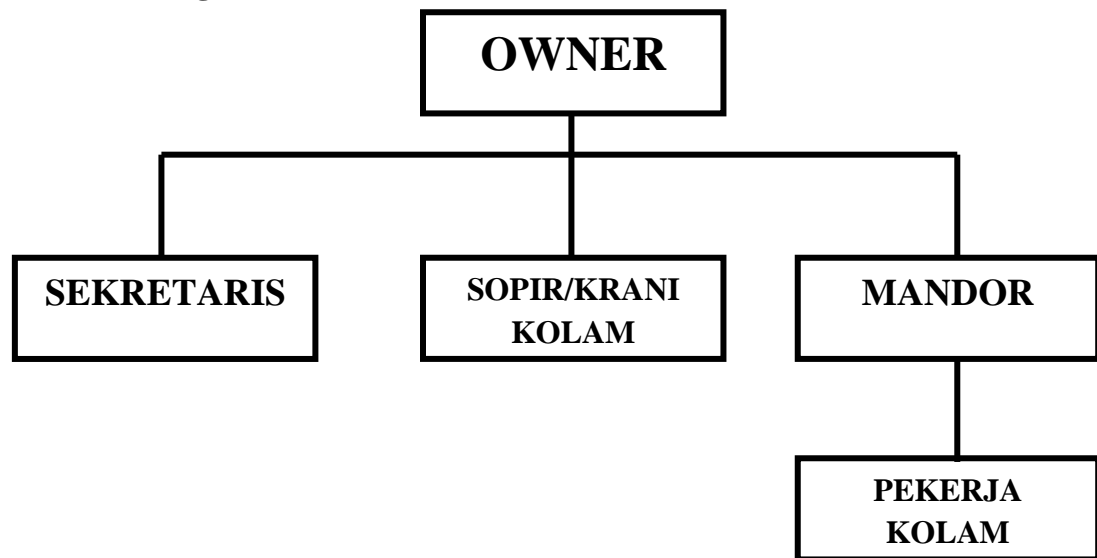 OWNER
SEKRETARIS
SOPIR/KRANI
KOLAM
MANDOR
PEKERJA
KOLAM